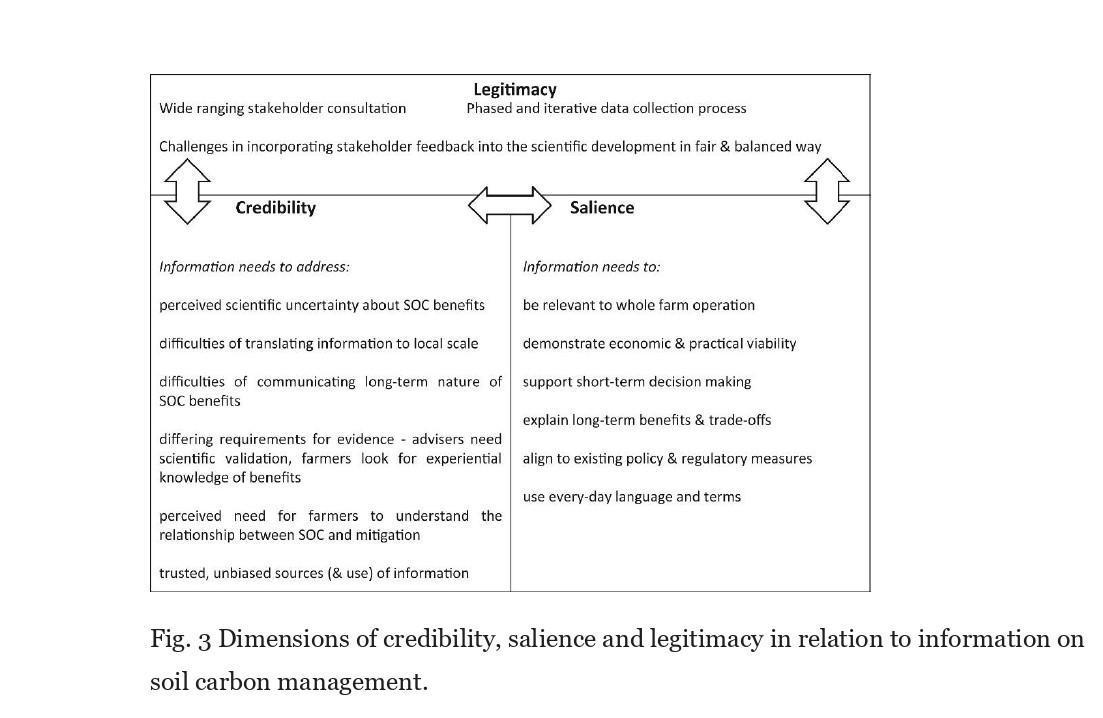 Legitimacy
Wide ranging stakeholder consultation Phased and iterative data collection process
Challenges in incorporating stakeholder feedback into the scientific development in fair & balanced way
Credibility
Information needs to address:
perceived scientific uncertainty about SOC benefits
difficulties of translating information to local scale
difficulties of communicating long-term nature of
SOC benefits
differing requirements for evidence - advisers need
scientific validation, farmers look for experiential
knowledge of benefits
perceived need for farmers to understand the
relationship between SOC and mitigation
trusted, unbiased sources (& use) of information
Salience
Information needs to:
be relevant to whole farm operation
demonstrate economic & practical viability
support short-term decision making
explain long-term benefits & trade-offs
align to existing policy & regulatory measures
use every-day language and terms
Fig. 3 Dimensions of credibility, salience and legitimacy in relation to information on
soil carbon management.